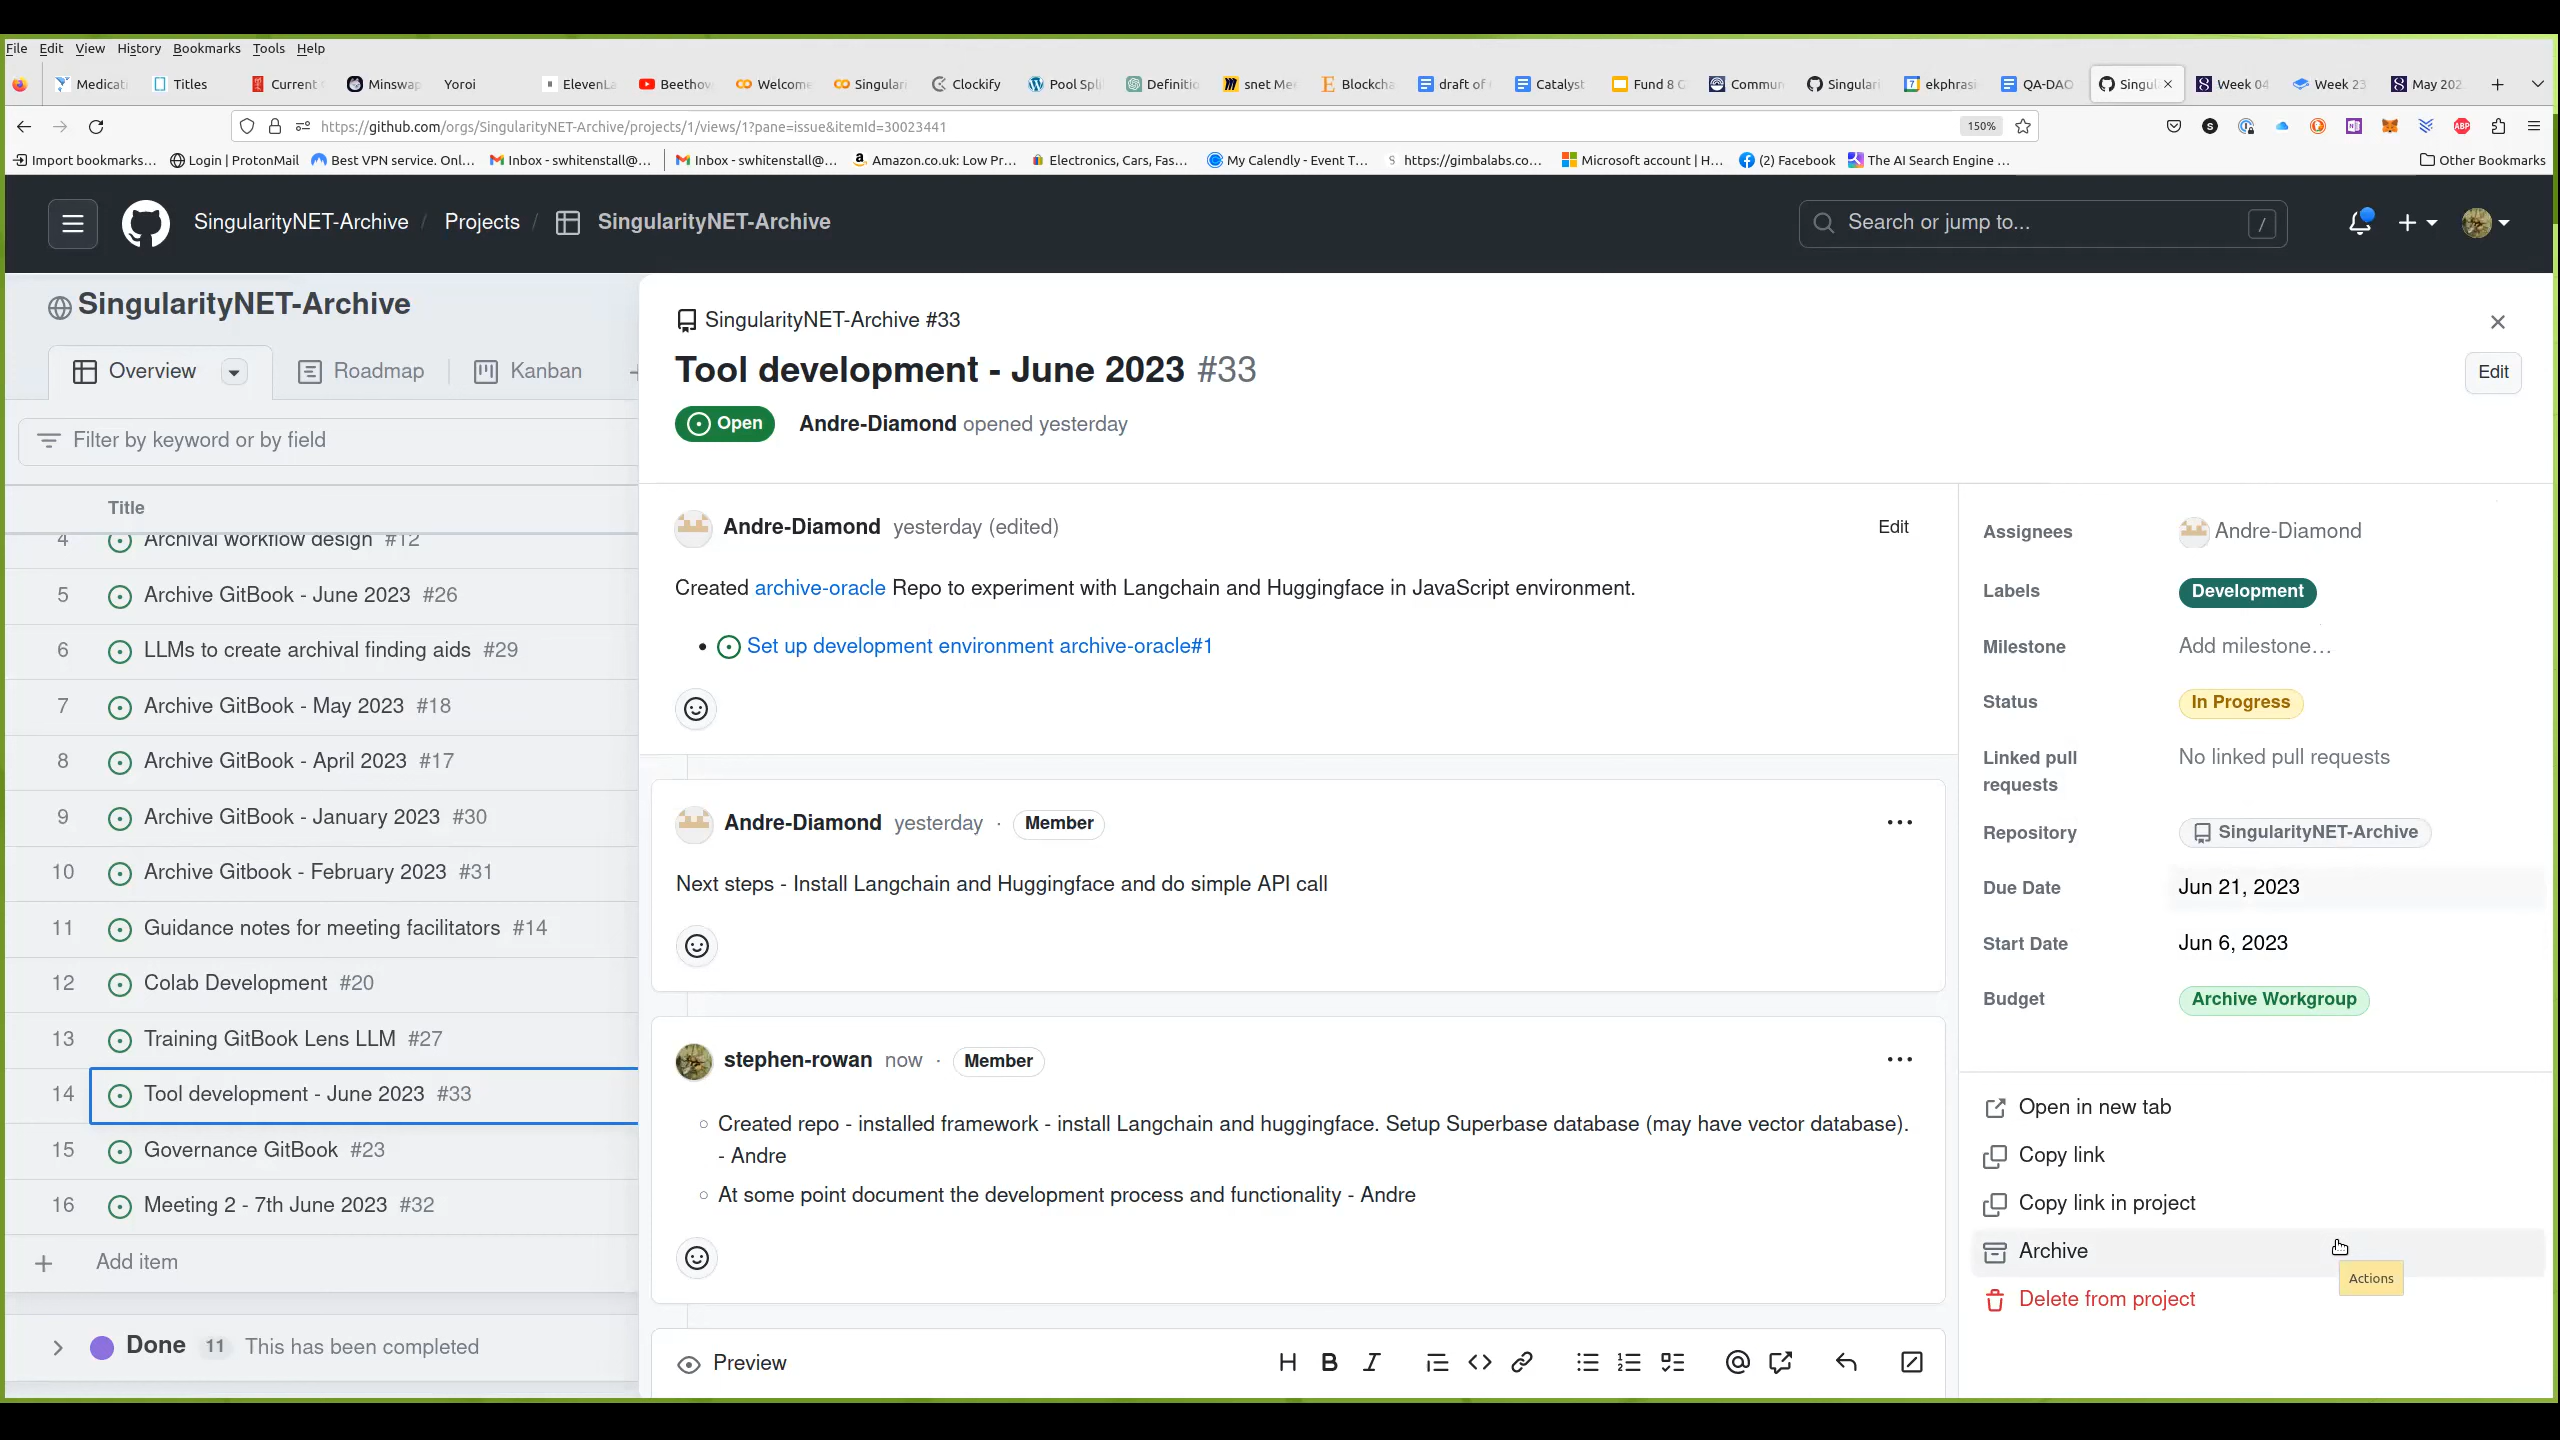 File Edit View History Bookmarks Tools Help
Medicati Titles Current Minswap Yoroi ElevenLa Beethov Welcome Singular Clockify Pool Spli Definitio snet Me Blockcha draft of Catalyst Fund 8 Commun Singulari ekphrasi QA-DAO Singul Week 04 Week 23 May 202
https://github.com/orgs/SingularityNET-Archive/projects/1/views/1?pane=issue&itemId=30023441 150%
Import bookmarks... Login | ProtonMail Best VPN service. Onl... Inbox - swhitenstall@... Inbox - swhitenstall@... Amazon.co.uk: Low Pr... Electronics, Cars, Fas... My Calendly - Event T... https://gimbalabs.co... Microsoft account | H... (2) Facebook The AI Search Engine ... Other Bookmarks
SingularityNET-Archive / Projects / SingularityNET-Archive Search or jump to... /
SingularityNET-Archive
Overview Roadmap Kanban
Filter by keyword or by field
Title
4 Archival workflow design #12
5 Archive GitBook - June 2023 #26
6 LLMs to create archival finding aids #29
7 Archive GitBook - May 2023 #18
8 Archive GitBook - April 2023 #17
9 Archive GitBook - January 2023 #30
10 Archive Gitbook - February 2023 #31
11 Guidance notes for meeting facilitators #14
12 Colab Development #20
13 Training GitBook Lens LLM #27
14 Tool development - June 2023 #33
15 Governance GitBook #23
16 Meeting 2 - 7th June 2023 #32
Add item
Done 11 This has been completed
SingularityNET-Archive #33
Tool development - June 2023 #33
Edit
Open Andre-Diamond opened yesterday
Andre-Diamond yesterday (edited) Edit
Created archive-oracle Repo to experiment with Langchain and Huggingface in JavaScript environment.
• Set up development environment archive-oracle#1
Andre-Diamond yesterday · Member
Next steps - Install Langchain and Huggingface and do simple API call
stephen-rowan now · Member
Created repo - installed framework - install Langchain and huggingface. Setup Superbase database (may have vector database).
- Andre
At some point document the development process and functionality - Andre
Preview H B I
Assignees Andre-Diamond
Labels Development
Milestone Add milestone…
Status In Progress
Linked pull No linked pull requests
requests
Repository SingularityNET-Archive
Due Date Jun 21, 2023
Start Date Jun 6, 2023
Budget Archive Workgroup
Open in new tab
Copy link
Copy link in project
Archive
Actions
Delete from project